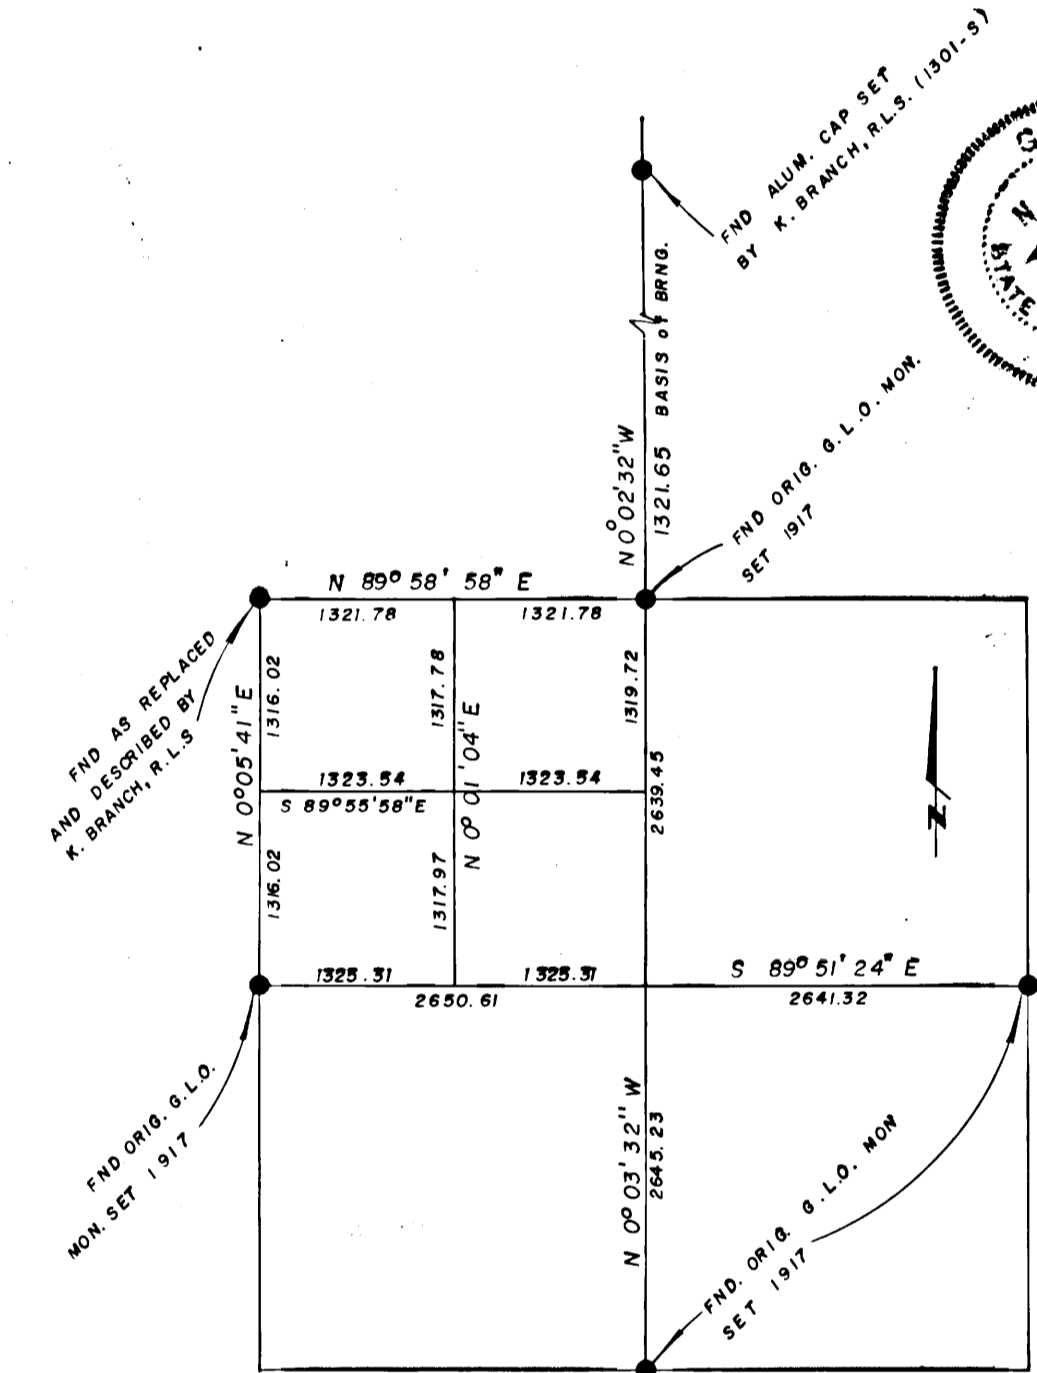 FND ALUM. CAP SET
BY K. BRANCH, R.L.S. (1301-S)
STATE
N 0°02'32"W
1321.65 BASIS of BRNG.
FND ORIG. G.L.O. MON.
SET 1917
N 89° 58' 58" E
1321.78
1321.78
FND AS REPLACED
AND DESCRIBED BY
K. BRANCH, R.L.S
N 0°05'41"E
1316.02
1317.78
N 0° 01'04"E
1319.72
2639.45
1323.54
1323.54
S 89°55'58"E
1316.02
1317.97
N
1325.31
1325.31
2650.61
S 89° 51' 24" E
2641.32
FND ORIG. G.L.O.
MON. SET 1917
N 0° 03' 32" W
2645.23
FND. ORIG. G.L.O. MON
SET 1917